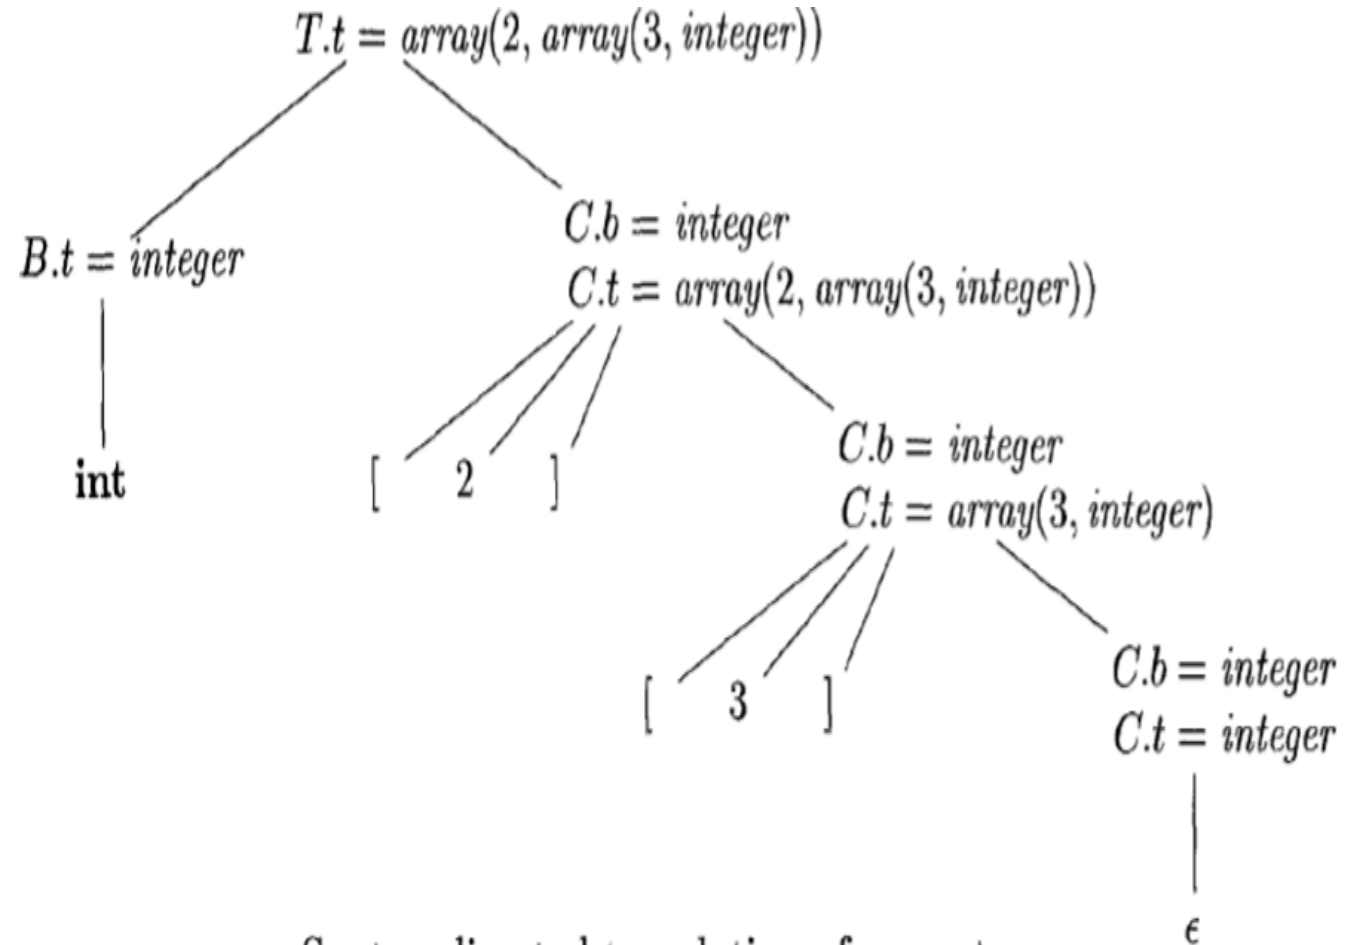 T.t = array(2, array(3, integer))
C.b = integer
B.t = integer
C.t = array(2, array(3, integer))
C.b = integer
int
[ 2 ]
C.t = array(3, integer)
C.b = integer
[ 3 ]
C.t = integer
ϵ